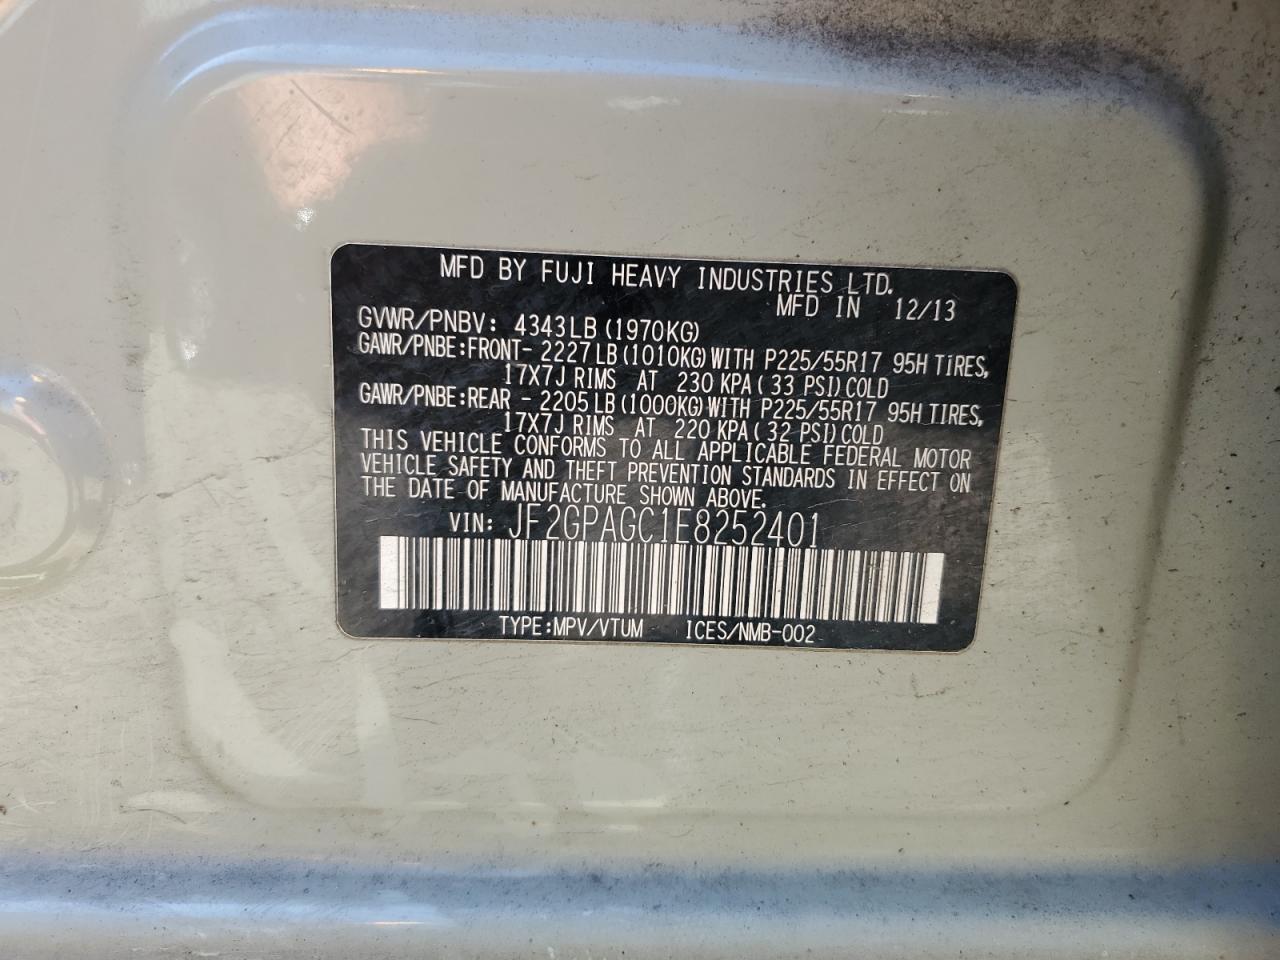 MFD BY FUJI HEAVY INDUSTRIES LTD.
MFD IN 12/13
GVWR/PNBV: 4343LB (1970KG)
GAWR/PNBE:FRONT- 2227LB (1010KG) WITH P225/55R17 95H TIRES,
17X7J RIMS AT 230 KPA ( 33 PSI) COLD
GAWR/PNBE:REAR - 2205LB (1000KG) WITH P225/55R17 95H TIRES,
17X7J RIMS AT 220 KPA ( 32 PSI) COLD
THIS VEHICLE CONFORMS TO ALL APPLICABLE FEDERAL MOTOR
VEHICLE SAFETY AND THEFT PREVENTION STANDARDS IN EFFECT ON
THE DATE OF MANUFACTURE SHOWN ABOVE.
VIN: JF2GPAGC1E8252401
TYPE:MPV/VTUM ICES/NMB-002